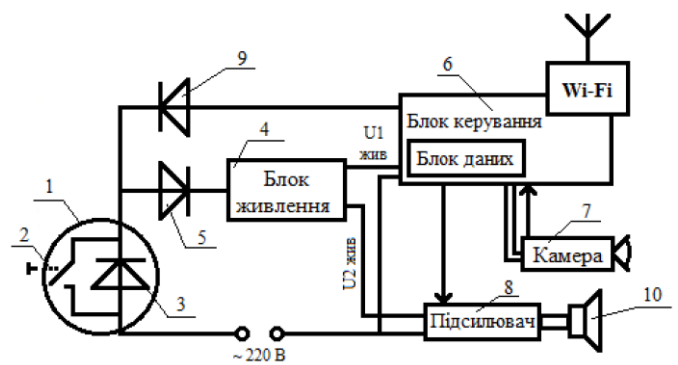 9
6
Wi-Fi
Блок керування
U1
жив
4
Блок даних
Блок
живлення
1
2
5
7
Камера
U2 жив
3
8
10
Підсилювач
~ 220 В